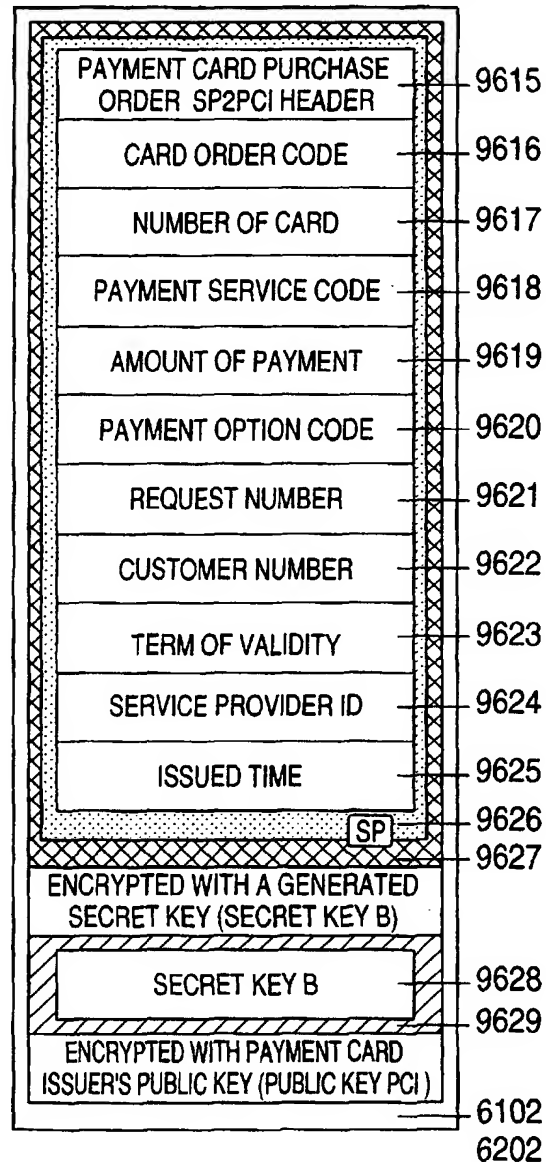 PAYMENT CARD PURCHASE
ORDER SP2PCI HEADER
9615
CARD ORDER CODE
9616
NUMBER OF CARD
9617
PAYMENT SERVICE CODE
9618
AMOUNT OF PAYMENT
9619
PAYMENT OPTION CODE
9620
REQUEST NUMBER
9621
CUSTOMER NUMBER
9622
TERM OF VALIDITY
9623
SERVICE PROVIDER ID
9624
ISSUED TIME
9625
SP
9626
9627
ENCRYPTED WITH A GENERATED
SECRET KEY (SECRET KEY B)
SECRET KEY B
9628
9629
ENCRYPTED WITH PAYMENT CARD
ISSUER'S PUBLIC KEY (PUBLIC KEY PCI)
6102
6202